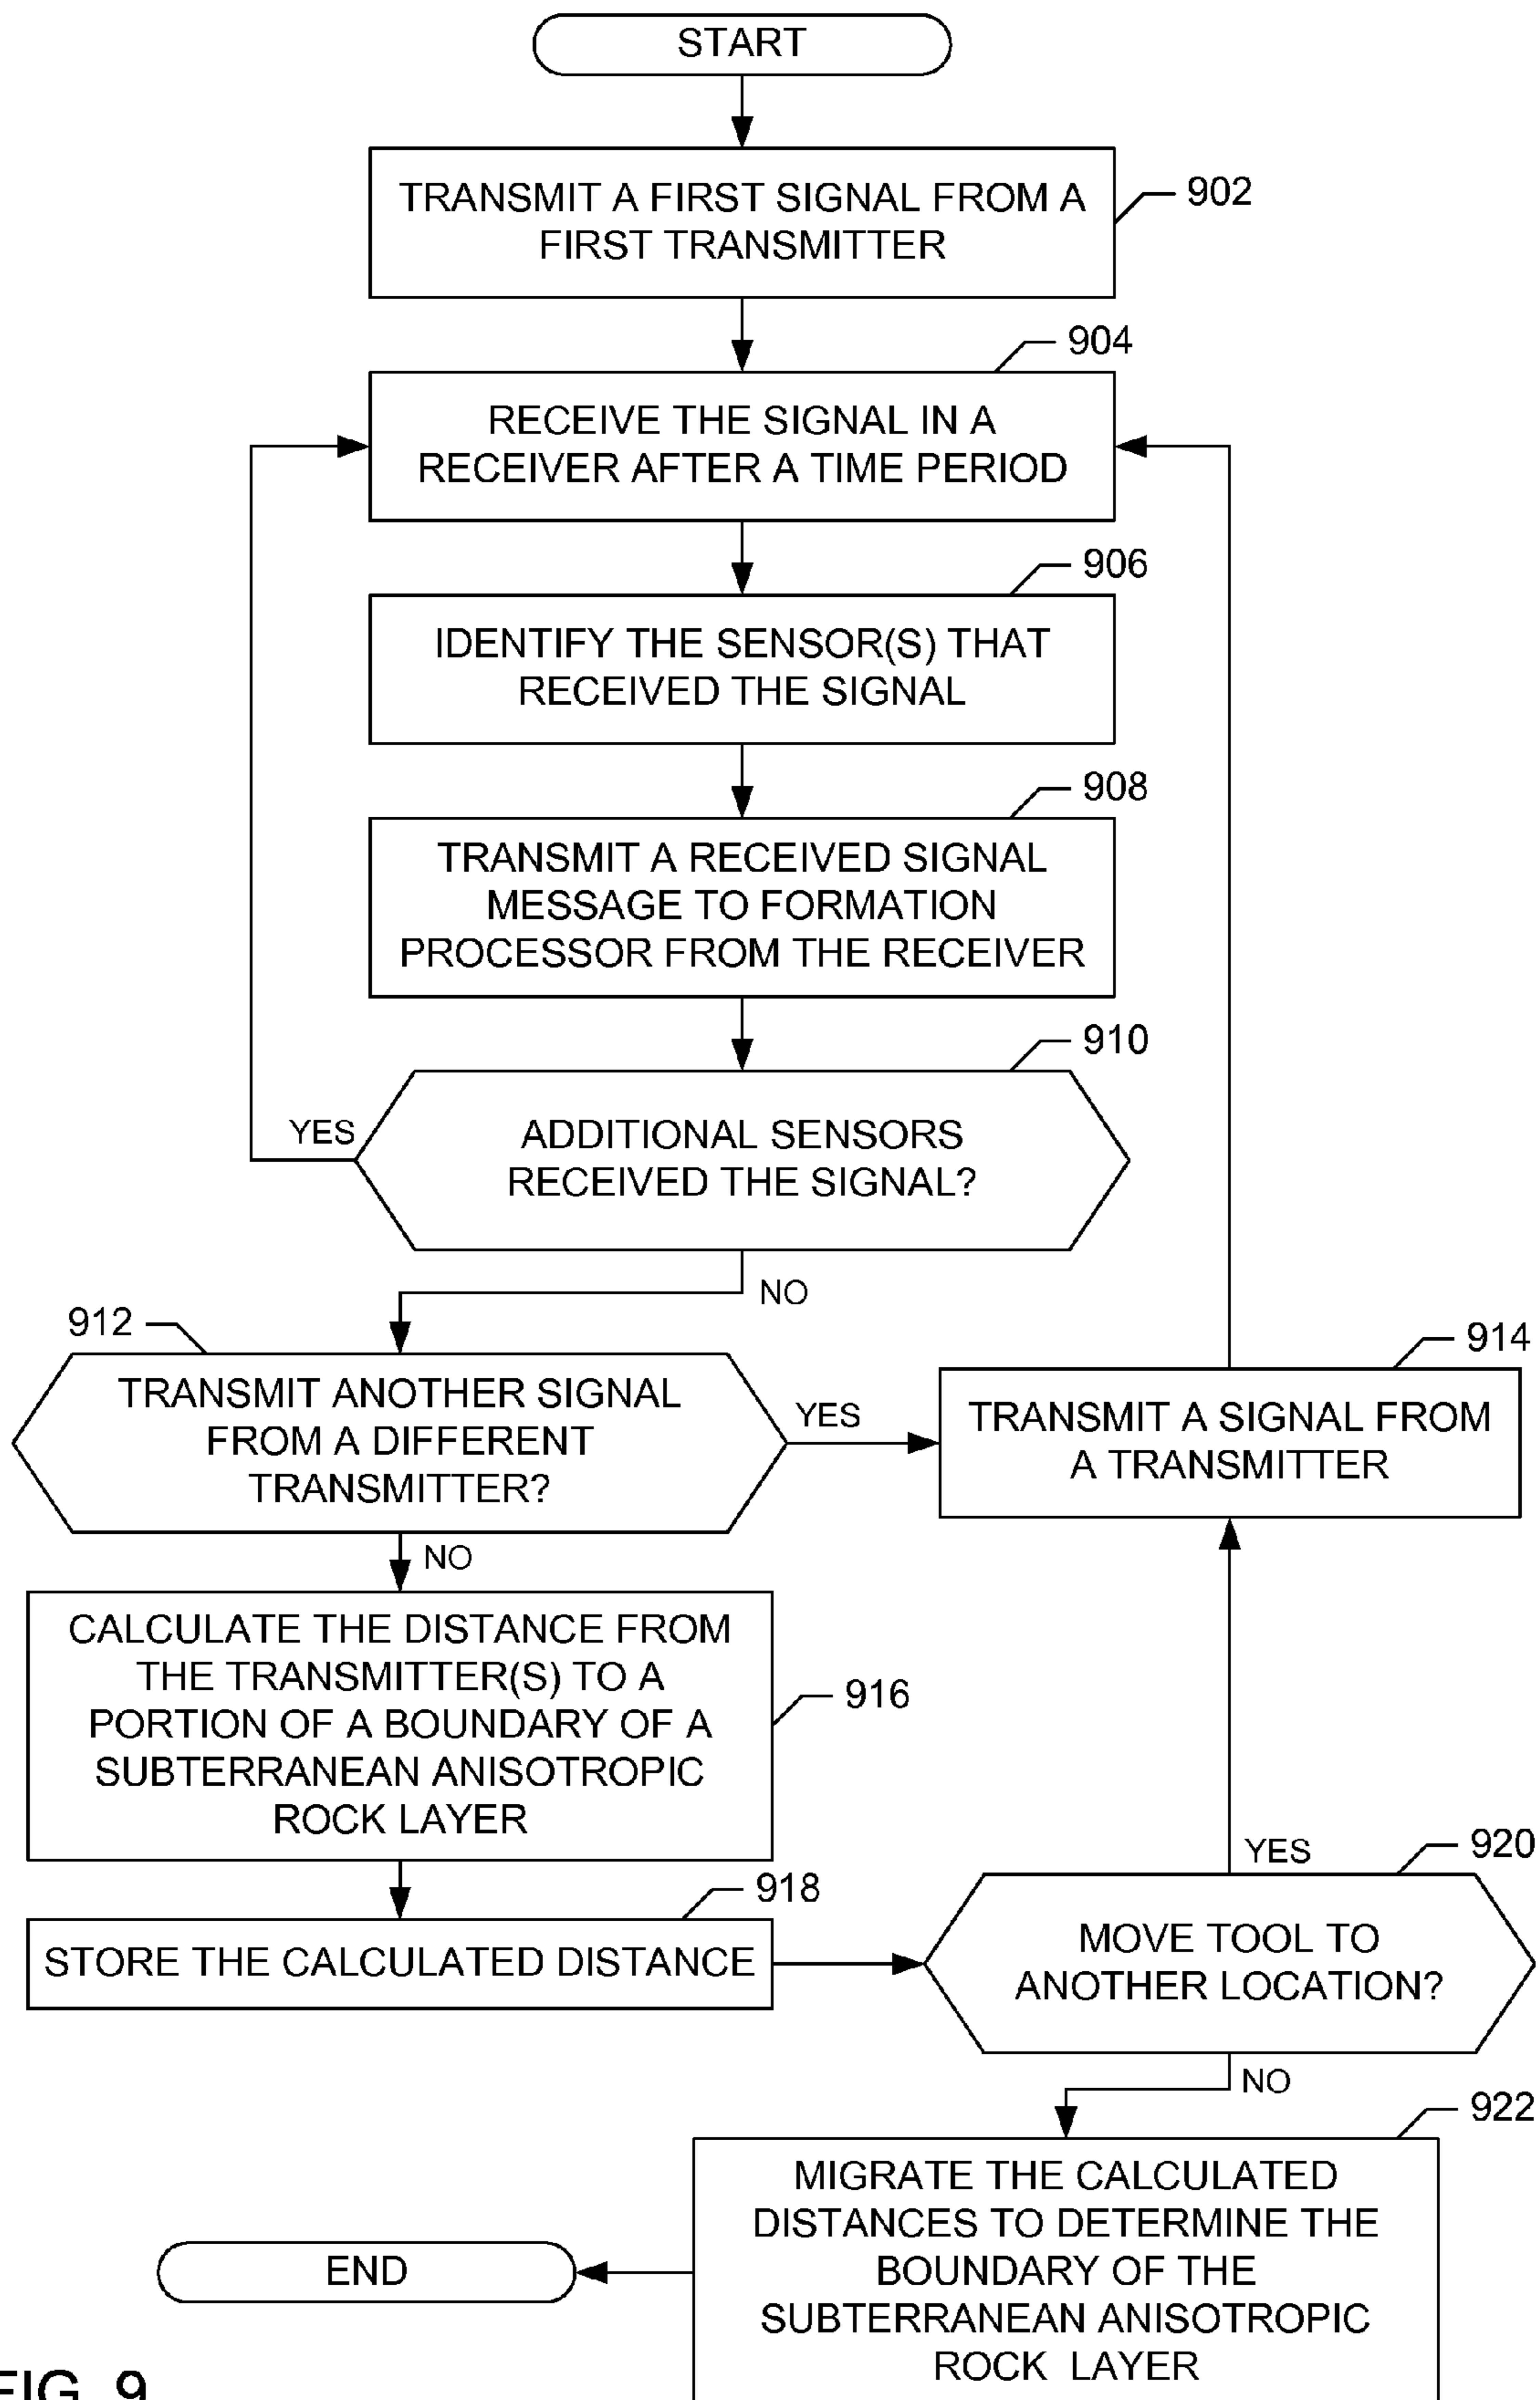 START
TRANSMIT A FIRST SIGNAL FROM A
FIRST TRANSMITTER
902
904
RECEIVE THE SIGNAL IN A
RECEIVER AFTER A TIME PERIOD
906
IDENTIFY THE SENSOR(S) THAT
RECEIVED THE SIGNAL
908
TRANSMIT A RECEIVED SIGNAL
MESSAGE TO FORMATION
PROCESSOR FROM THE RECEIVER
910
YES
ADDITIONAL SENSORS
RECEIVED THE SIGNAL?
NO
912
TRANSMIT ANOTHER SIGNAL
FROM A DIFFERENT
TRANSMITTER?
YES
914
TRANSMIT A SIGNAL FROM
A TRANSMITTER
NO
CALCULATE THE DISTANCE FROM
THE TRANSMITTER(S) TO A
PORTION OF A BOUNDARY OF A
SUBTERRANEAN ANISOTROPIC
ROCK LAYER
916
918
STORE THE CALCULATED DISTANCE
YES
920
MOVE TOOL TO
ANOTHER LOCATION?
NO
922
MIGRATE THE CALCULATED
DISTANCES TO DETERMINE THE
BOUNDARY OF THE
SUBTERRANEAN ANISOTROPIC
ROCK LAYER
END
FIG. 9